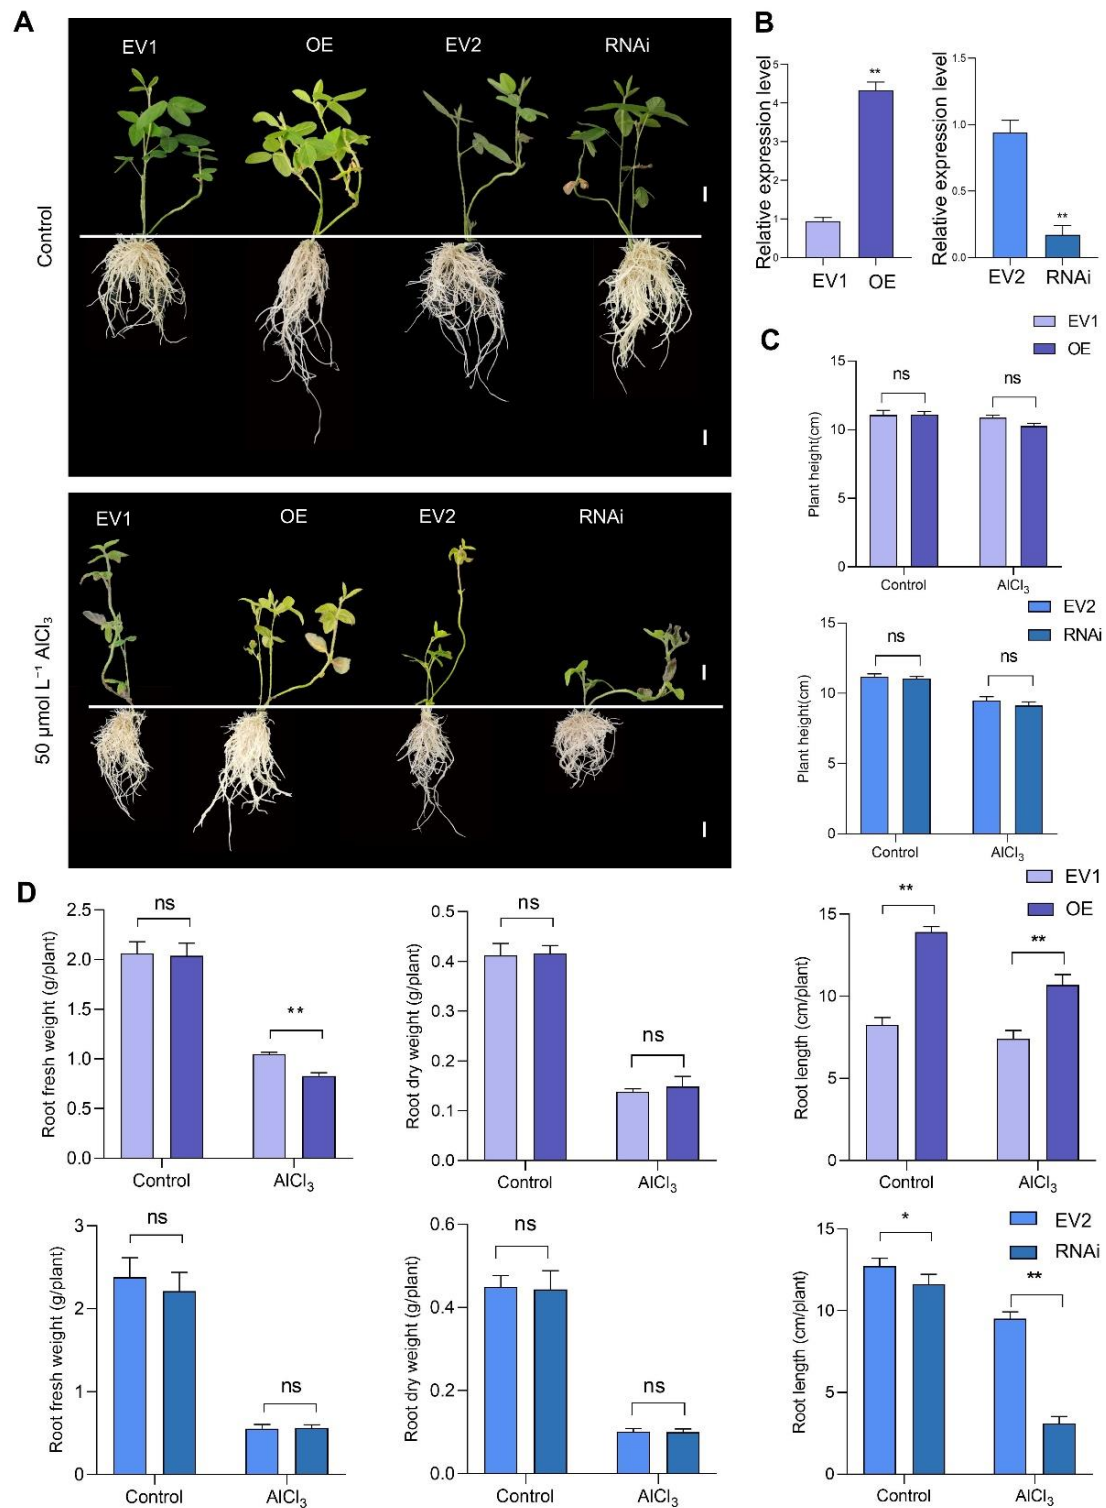 A
EV1 OE EV2 RNAi
Control
EV1 OE EV2 RNAi
50 μmol L⁻¹ AlCl₃
B
Relative expression level
5
4
3
2
1
0
**
EV1 OE
Relative expression level
1.5
1.0
0.5
0.0
**
EV2 RNAi
C
EV1
OE
Plant height(cm)
15
10
5
0
ns ns
Control AlCl₃
EV2
RNAi
Plant height(cm)
15
10
5
0
ns ns
Control AlCl₃
D
Root fresh weight (g/plant)
2.5
2.0
1.5
1.0
0.5
0.0
ns **
Control AlCl₃
Root dry weight (g/plant)
0.5
0.4
0.3
0.2
0.1
0.0
ns ns
Control AlCl₃
EV1
OE
Root length (cm/plant)
15
10
5
0
** **
Control AlCl₃
Root fresh weight (g/plant)
3
2
1
0
ns ns
Control AlCl₃
Root dry weight (g/plant)
0.6
0.4
0.2
0.0
ns ns
Control AlCl₃
EV2
RNAi
Root length (cm/plant)
15
10
5
0
* **
Control AlCl₃